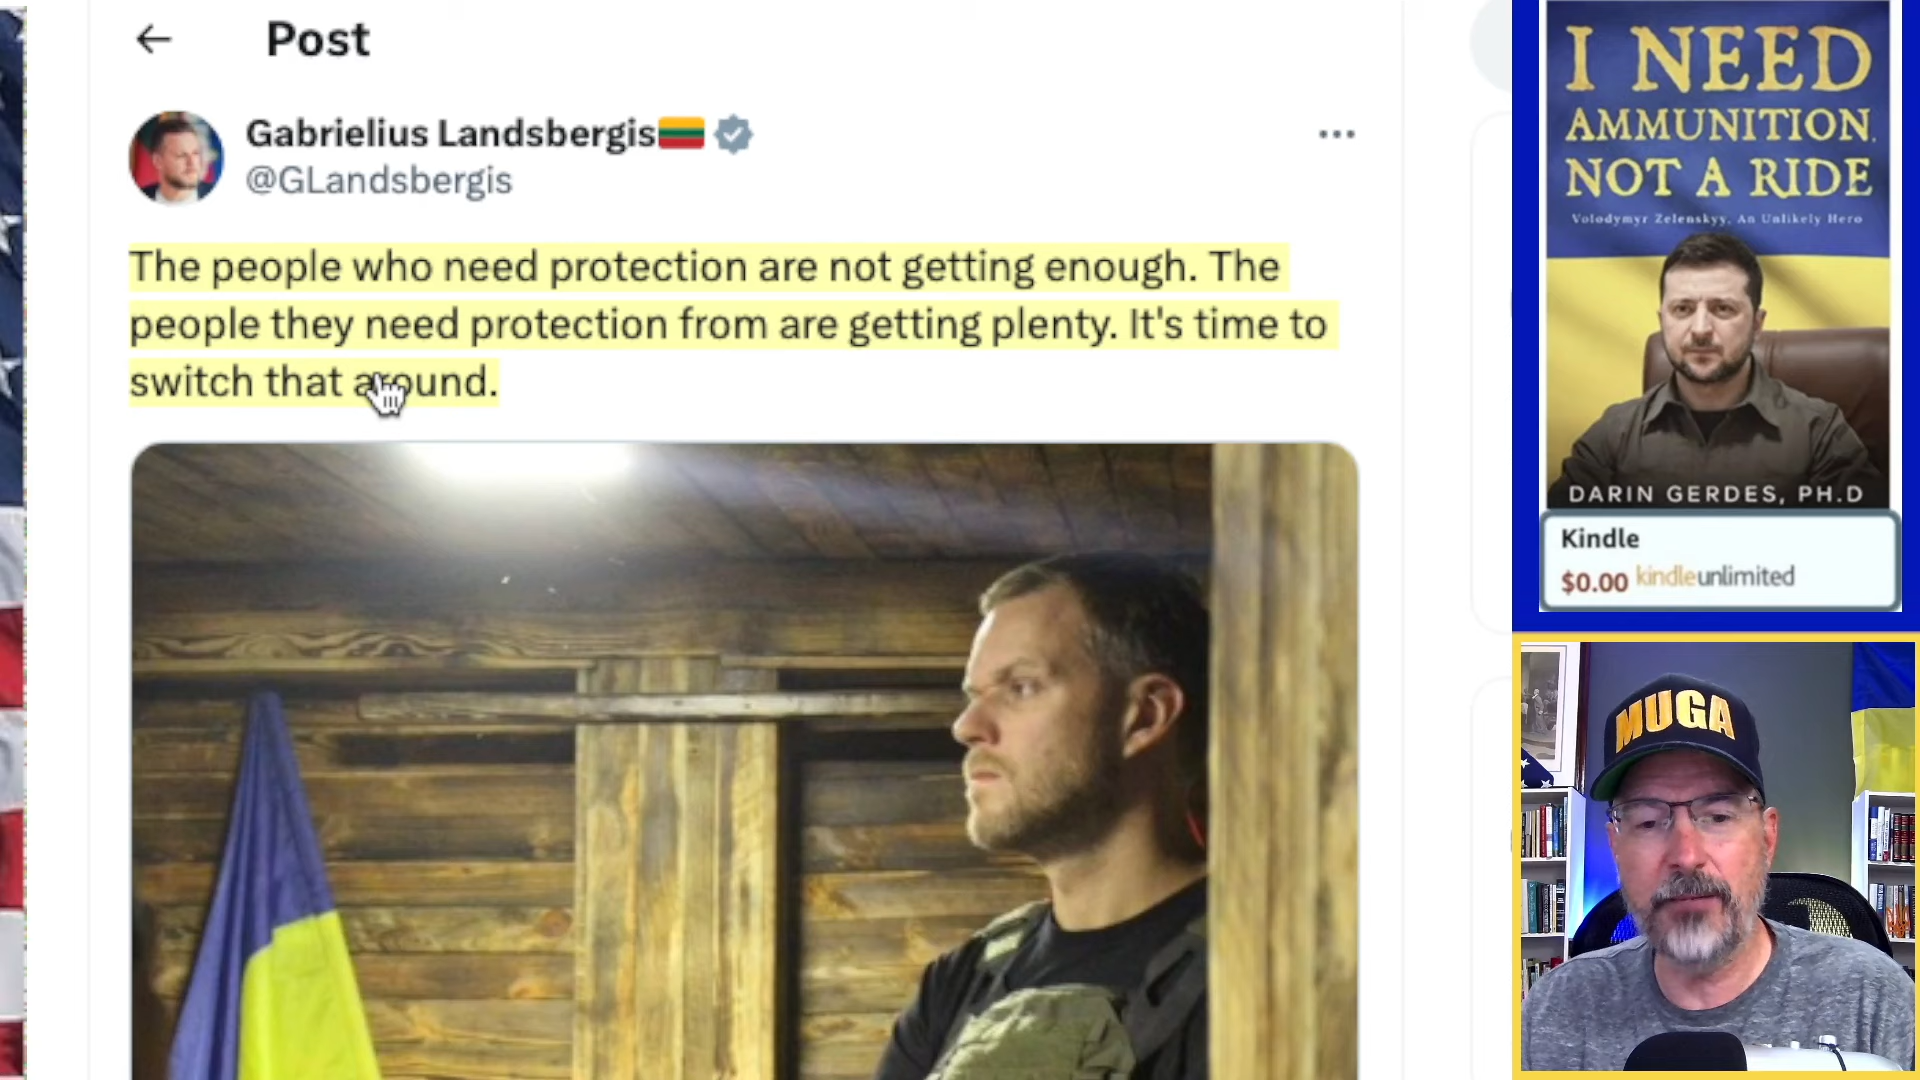 Post
Gabrielius Landsbergis
@GLandsbergis
The people who need protection are not getting enough. The
people they need protection from are getting plenty. It's time to
switch that around.
I NEED
AMMUNITION,
NOT A RIDE
Volodymyr Zelenskyy, An Unlikely Hero
DARIN GERDES, PH.D
Kindle
$0.00 kindleunlimited
MUGA